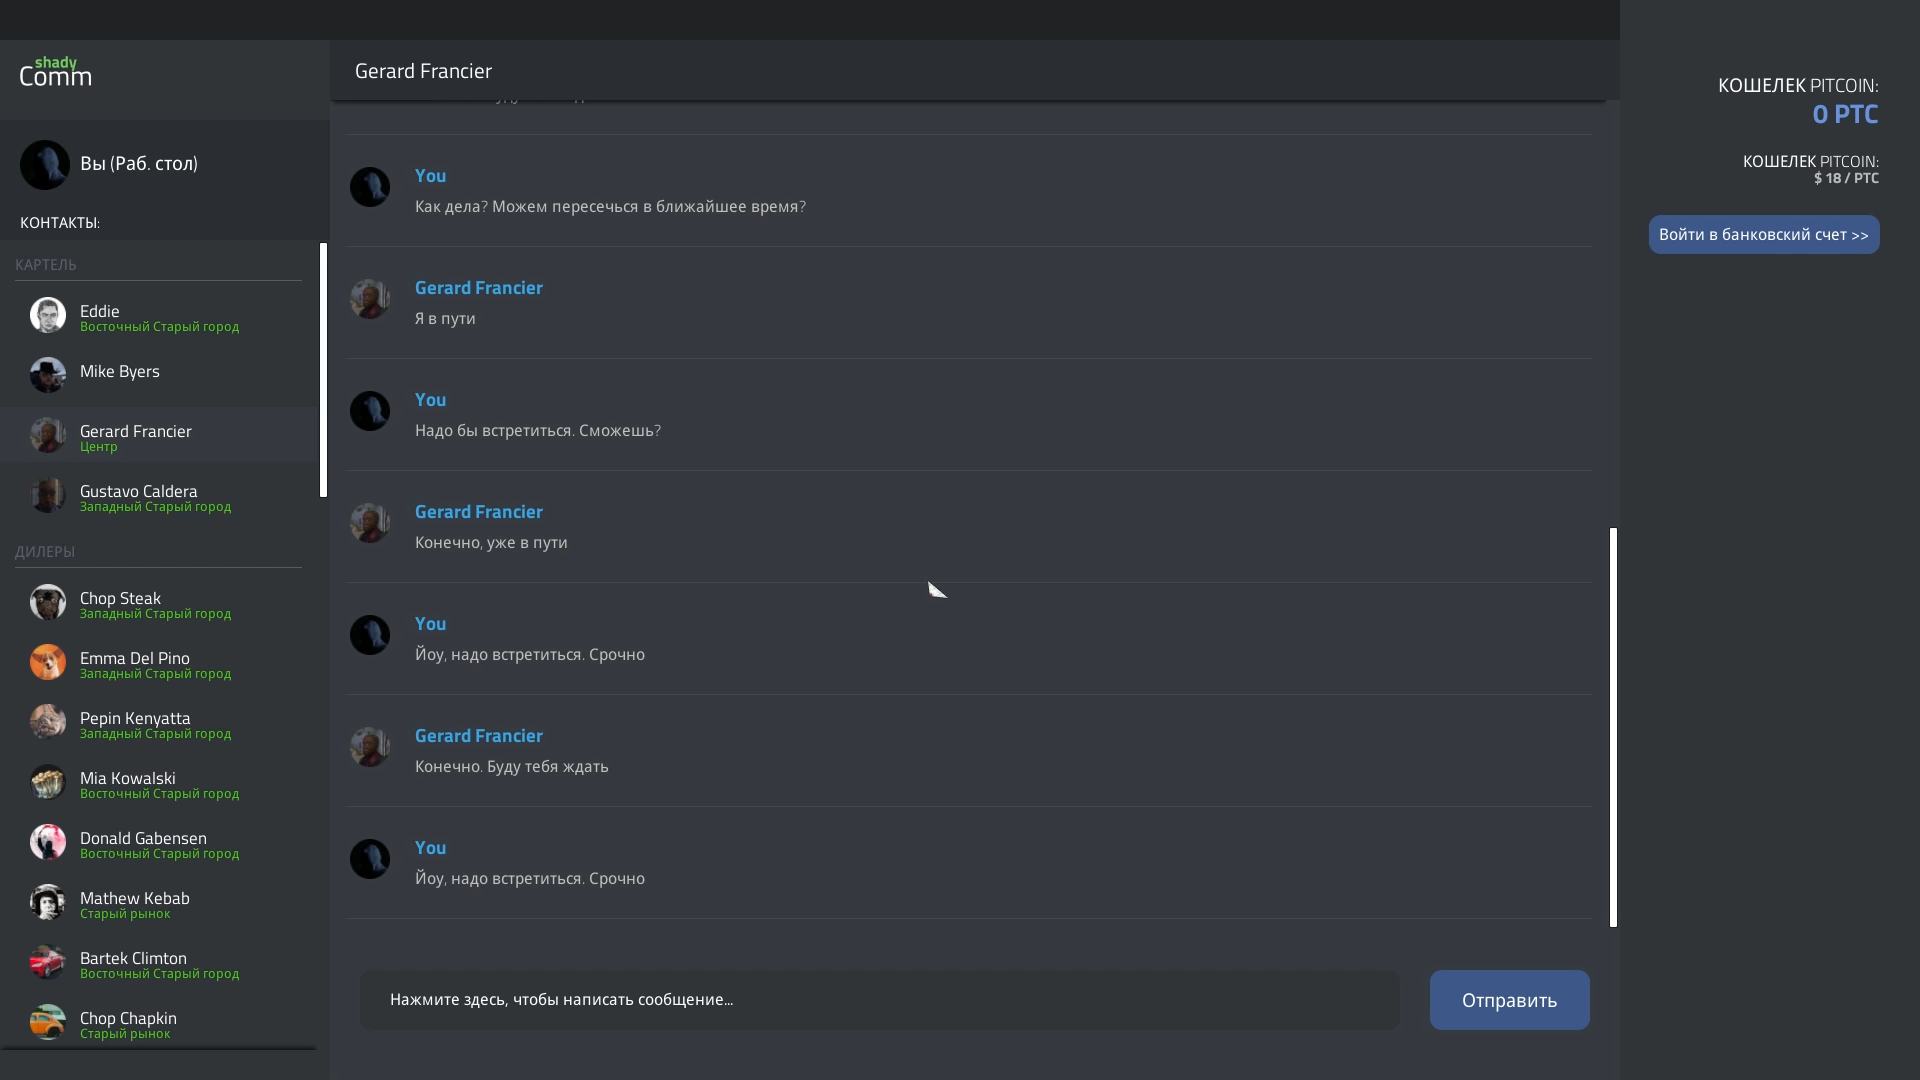 shady
Comm
Вы (Раб. стол)
КОНТАКТЫ:
КАРТЕЛЬ
Eddie
Восточный Старый город
Mike Byers
Gerard Francier
Центр
Gustavo Caldera
Западный Старый город
ДИЛЕРЫ
Chop Steak
Западный Старый город
Emma Del Pino
Западный Старый город
Pepin Kenyatta
Западный Старый город
Mia Kowalski
Восточный Старый город
Donald Gabensen
Восточный Старый город
Mathew Kebab
Старый рынок
Bartek Climton
Восточный Старый город
Chop Chapkin
Старый рынок
Gerard Francier
You
Как дела? Можем пересечься в ближайшее время?
Gerard Francier
Я в пути
You
Надо бы встретиться. Сможешь?
Gerard Francier
Конечно, уже в пути
You
Йоу, надо встретиться. Срочно
Gerard Francier
Конечно. Буду тебя ждать
You
Йоу, надо встретиться. Срочно
Нажмите здесь, чтобы написать сообщение...
Отправить
КОШЕЛЕК PITCOIN:
0 PTC
КОШЕЛЕК PITCOIN:
$ 18 / PTC
Войти в банковский счет >>